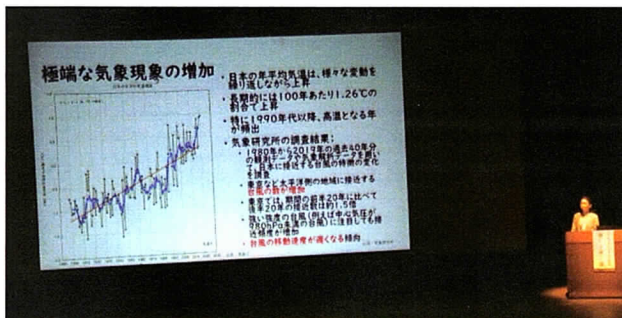 極端な気象現象の増加
・日本の年平均気温は、様々な変動を
繰り返しながら上昇
・長期的には100年あたり1.26℃の
割合で上昇
・特に1990年代以降、高温となる年
が頻出
・気象研究所の調査結果：
・1980年から2019年の過去40年分
の観測データや気象解析データを用い
て、日本に接近する台風の特徴の変化
を調査
・東京など太平洋側の地域に接近する
台風の数が増加
・東京では、期間の前半20年に比べて
後半20年の接近数は約1.5倍
・強い強度の台風（例えば中心気圧が
980hPa未満の台風）に注目しても接
近頻度が増加
・台風の移動速度が遅くなる傾向